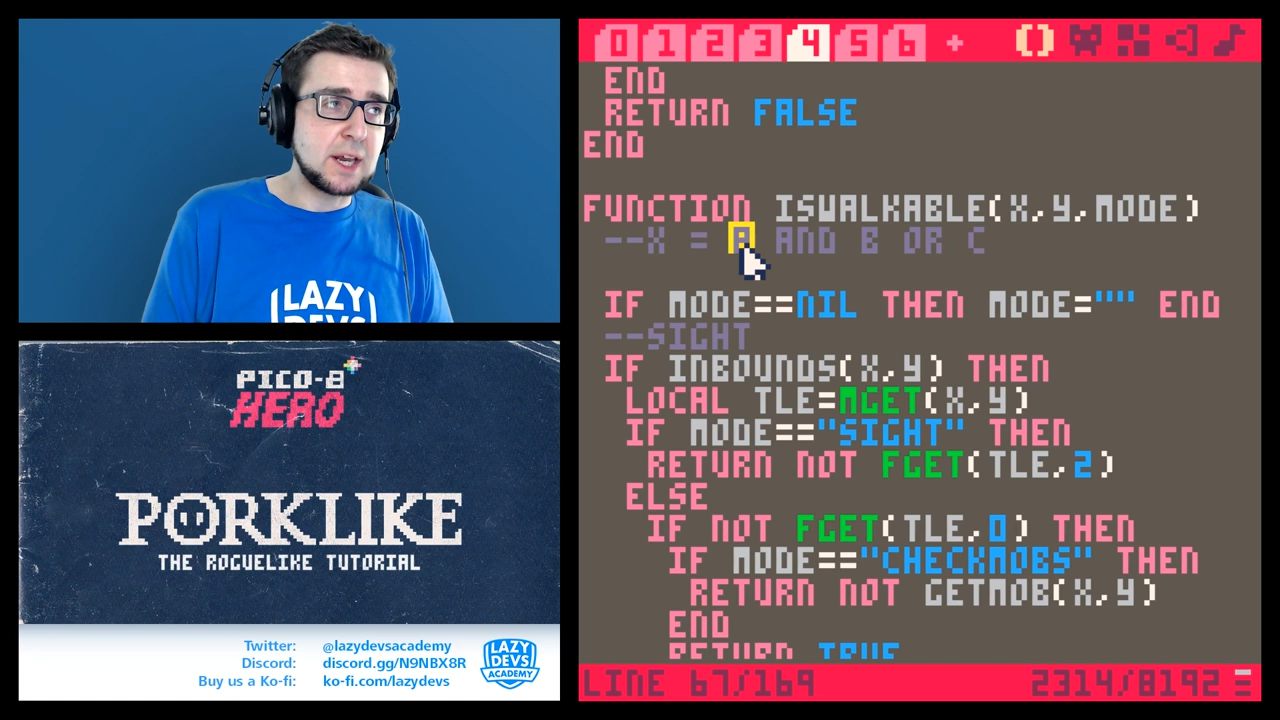 LAZY
DEVS
PICO-8
HERO
PORKLIKE
THE ROGUELIKE TUTORIAL
Twitter: @lazydevsacademy
Discord: discord.gg/N9NBX8R
Buy us a Ko-fi: ko-fi.com/lazydevs
LAZY
DEVS
ACADEMY
0 1 2 3 4 5 6 +
END
RETURN FALSE
END
FUNCTION ISWALKABLE(X,Y,MODE)
--X = A AND B OR C
IF MODE==NIL THEN MODE="" END
--SIGHT
IF INBOUNDS(X,Y) THEN
LOCAL TLE=MGET(X,Y)
IF MODE=="SIGHT" THEN
RETURN NOT FGET(TLE,2)
ELSE
IF NOT FGET(TLE,0) THEN
IF MODE=="CHECKMOBS" THEN
RETURN NOT GETMOB(X,Y)
END
RETURN TRUE
LINE 67/169 2314/8192